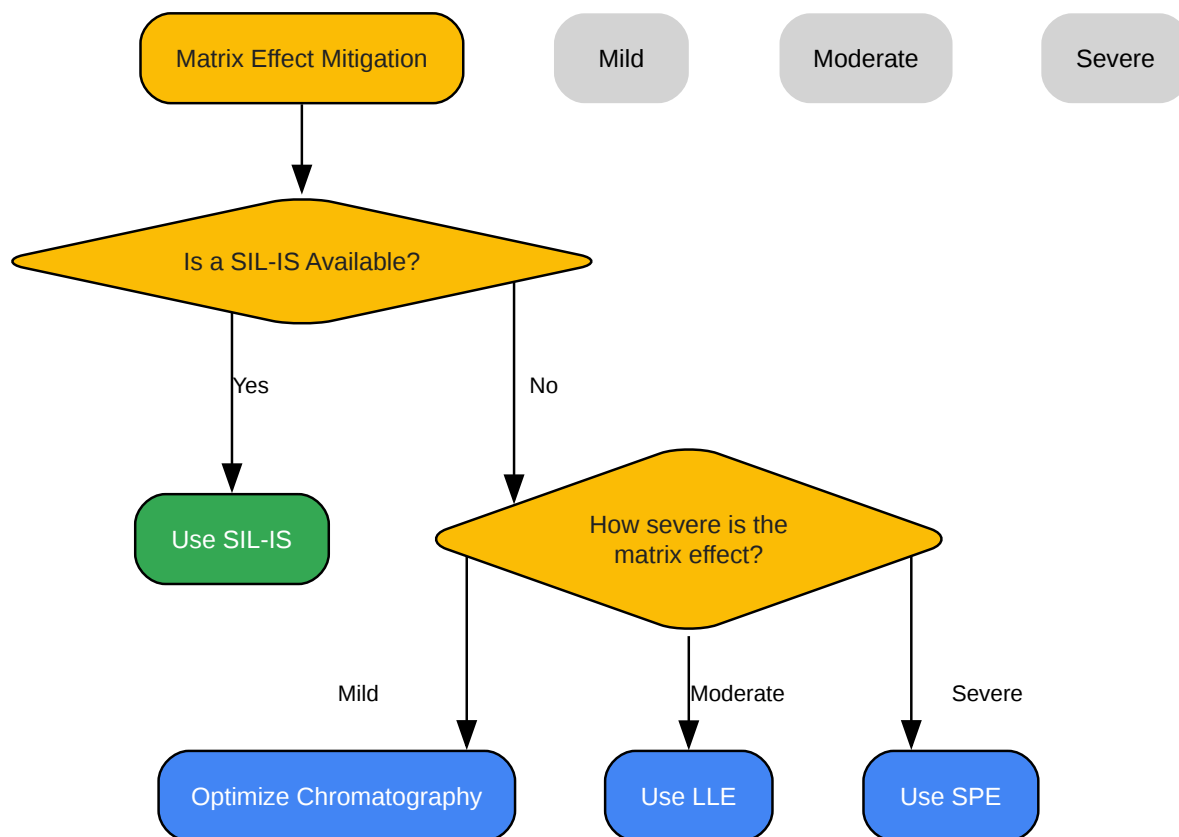 Matrix Effect Mitigation
Mild
Moderate
Severe
Is a SIL-IS Available?
Yes
No
Use SIL-IS
How severe is the
matrix effect?
Mild
Moderate
Severe
Optimize Chromatography
Use LLE
Use SPE